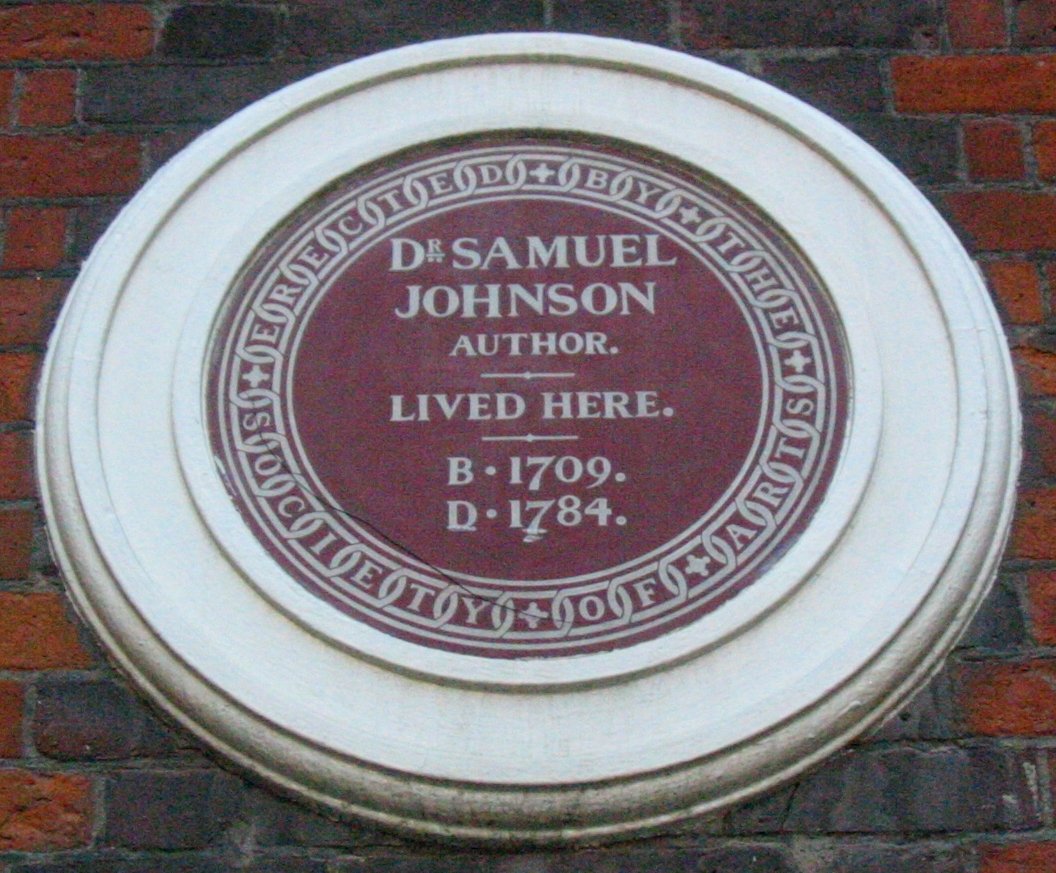 ERECTED BY THE SOCIETY OF ARTS
DR SAMUEL
JOHNSON
AUTHOR.
LIVED HERE.
B·1709.
D·1784.